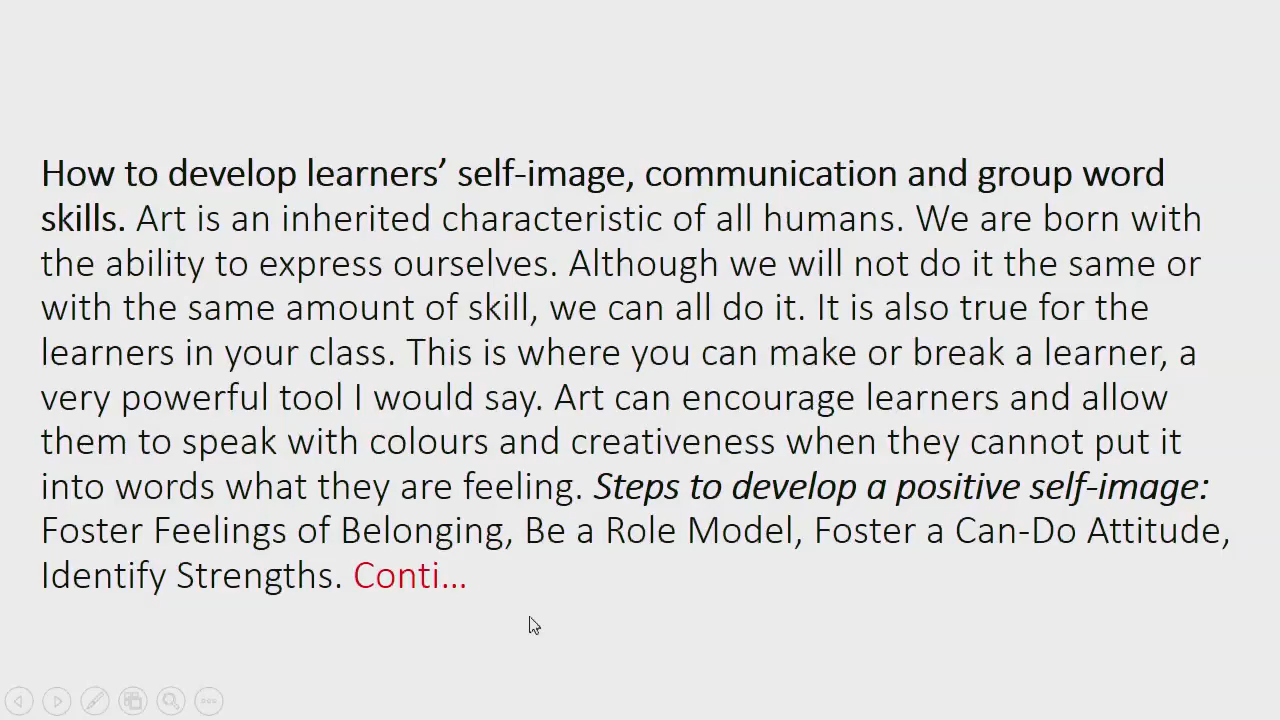 How to develop learners’ self-image, communication and group word
skills. Art is an inherited characteristic of all humans. We are born with
the ability to express ourselves. Although we will not do it the same or
with the same amount of skill, we can all do it. It is also true for the
learners in your class. This is where you can make or break a learner, a
very powerful tool I would say. Art can encourage learners and allow
them to speak with colours and creativeness when they cannot put it
into words what they are feeling. Steps to develop a positive self-image:
Foster Feelings of Belonging, Be a Role Model, Foster a Can-Do Attitude,
Identify Strengths. Conti...